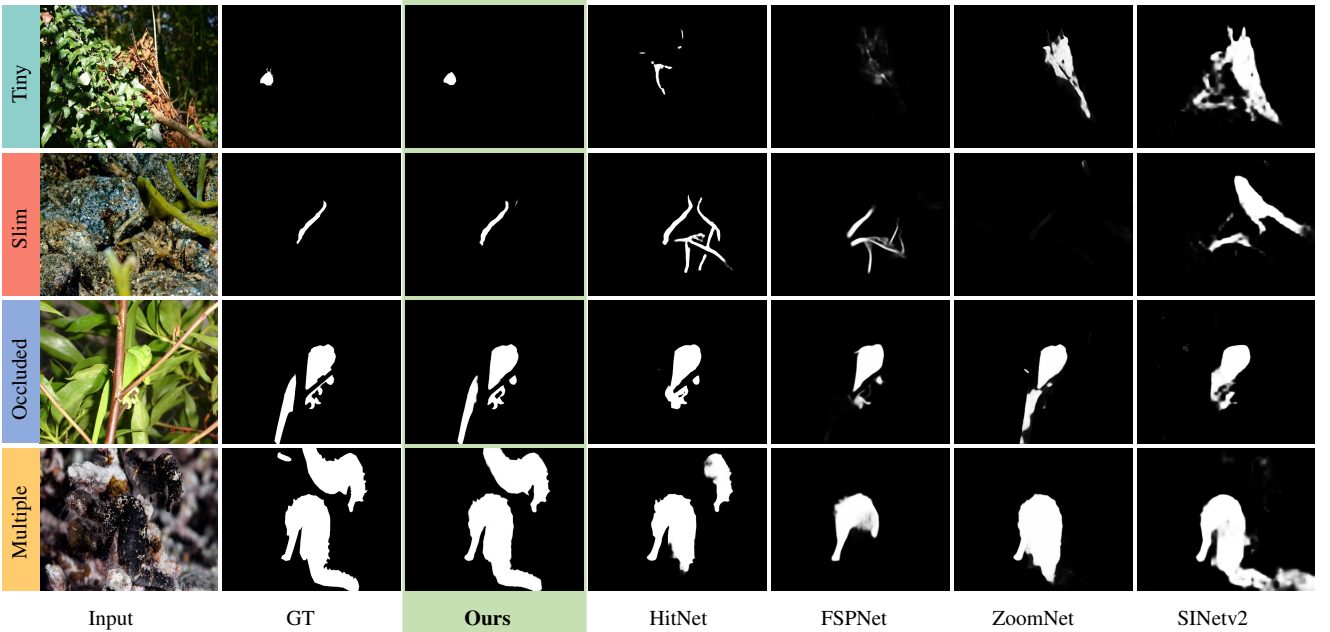 Tiny
Slim
Occluded
Multiple
Input GT Ours HitNet FSPNet ZoomNet SINetv2